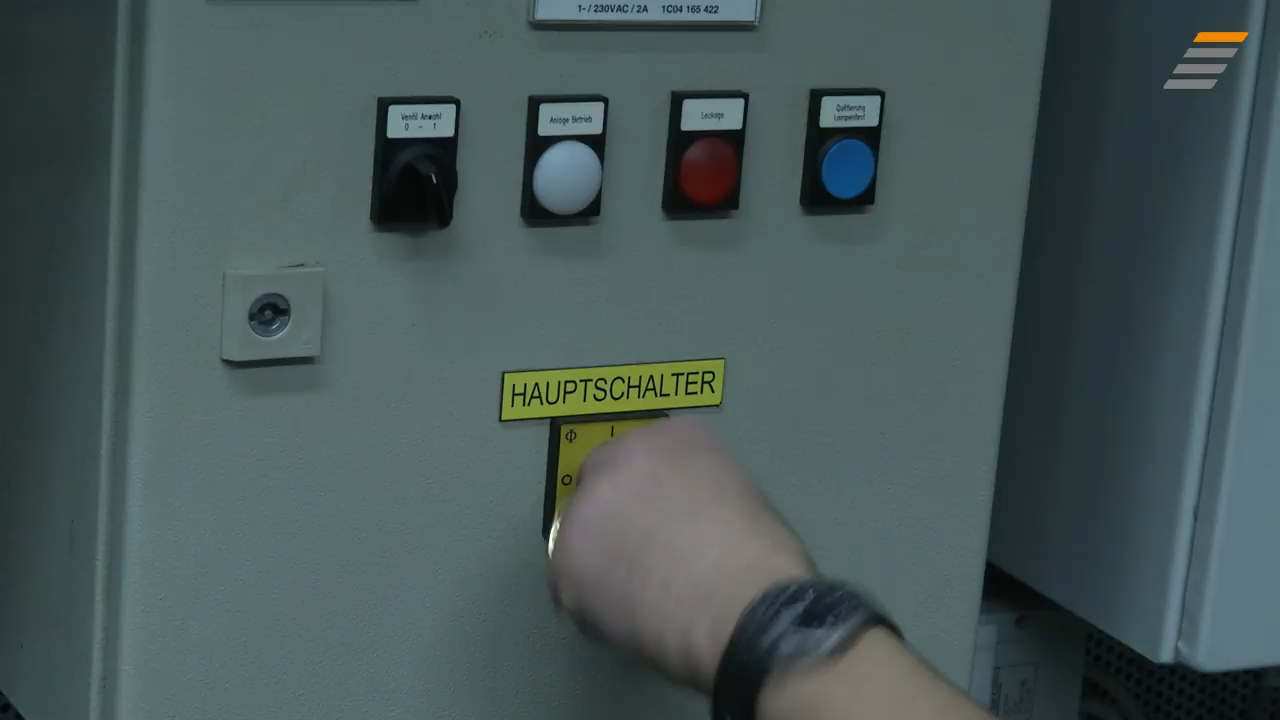 1- / 230VAC / 2A 1C04 165 422
Ventil Anwahl
0 - 1
Anlage Betrieb
Leckage
Quittierung
Lampentest
HAUPTSCHALTER
I
O